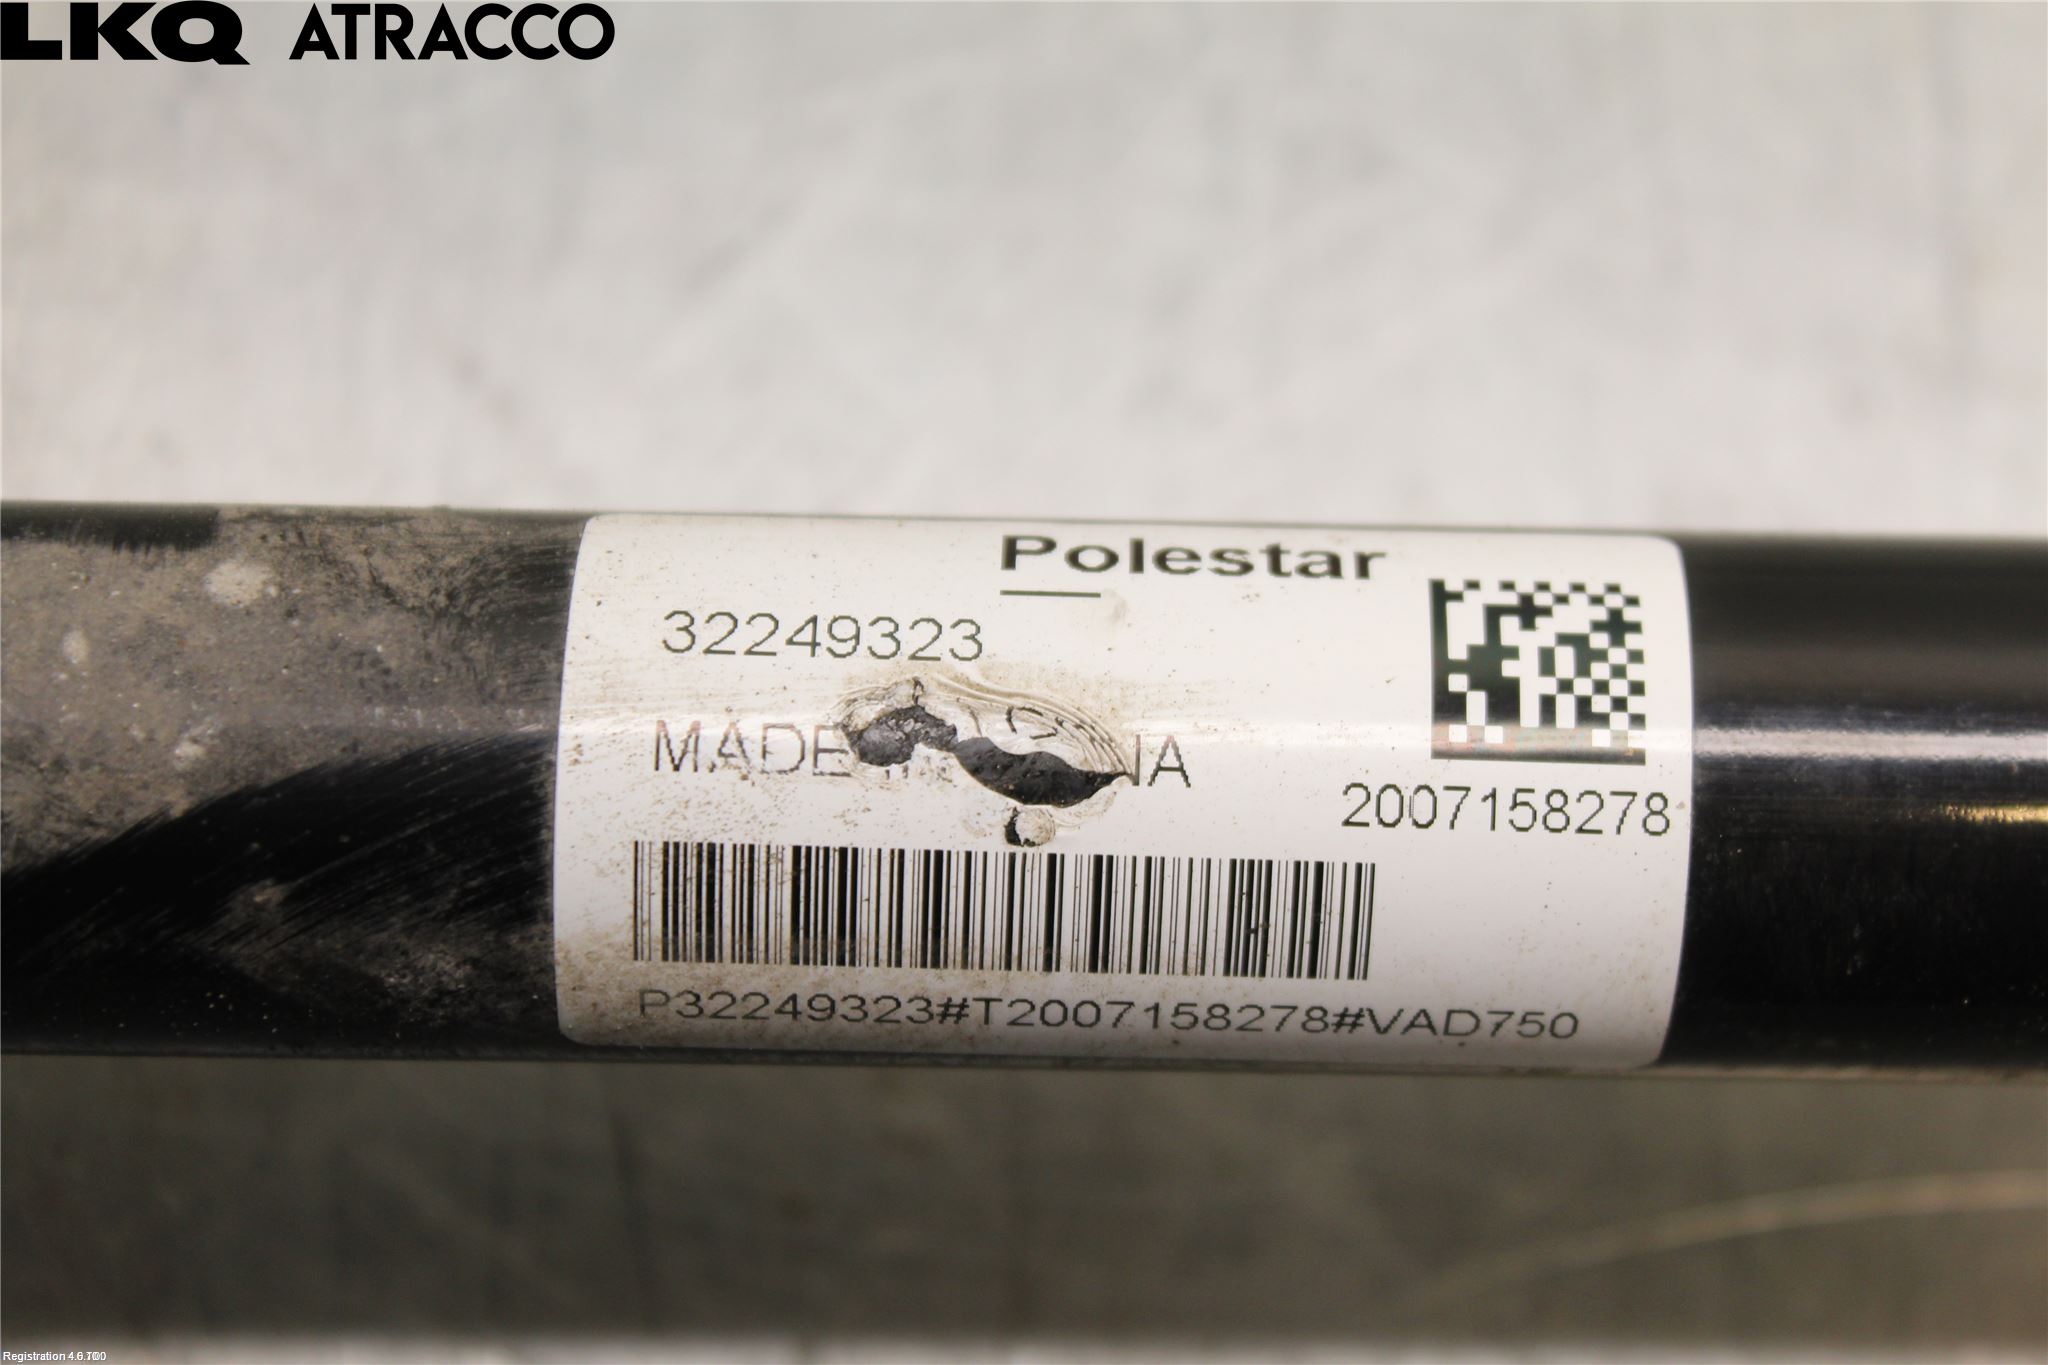 LKQ ATRACCO
Polestar
32249323
MADE
2007158278
P32249323#T2007158278#VAD750